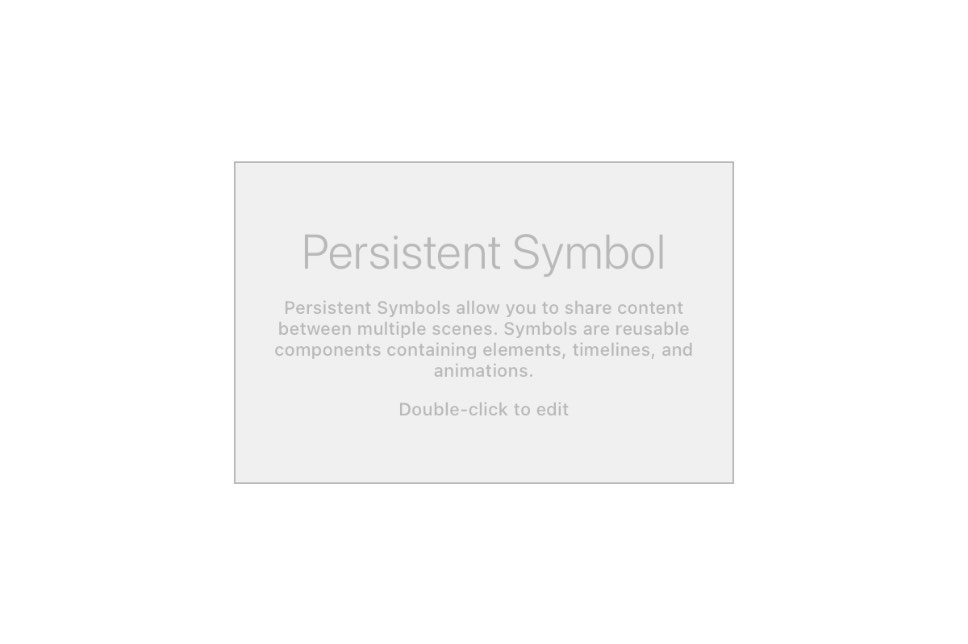 Persistent Symbol
Persistent Symbols allow you to share content
between multiple scenes. Symbols are reusable
components containing elements, timelines, and
animations.
Double-click to edit